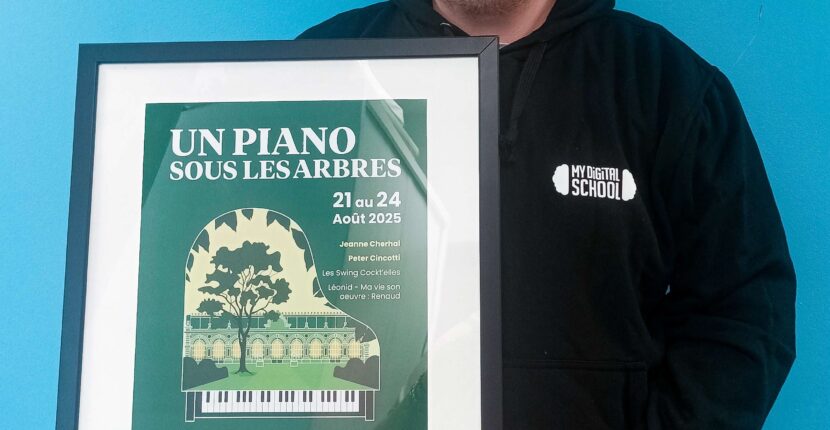 UN PIANO
SOUS LES ARBRES
21 au 24
Août 2025
Jeanne Cherhal
Peter Cincotti
Les Swing Cockt'elles
Léonid - Ma vie son
oeuvre : Renaud
MY DiGiTAL
SCHOOL